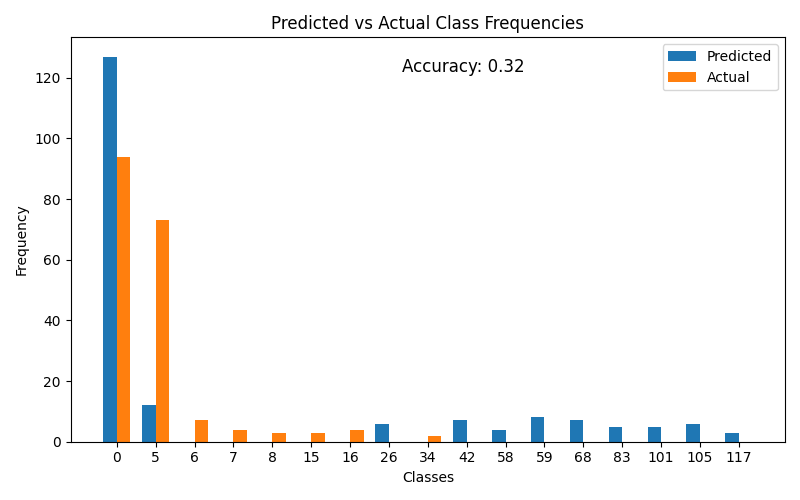 Predicted vs Actual Class Frequencies
Accuracy: 0.32
Predicted
Actual
Frequency
120
100
80
60
40
20
0
0 5 6 7 8 15 16 26 34 42 58 59 68 83 101 105 117
Classes